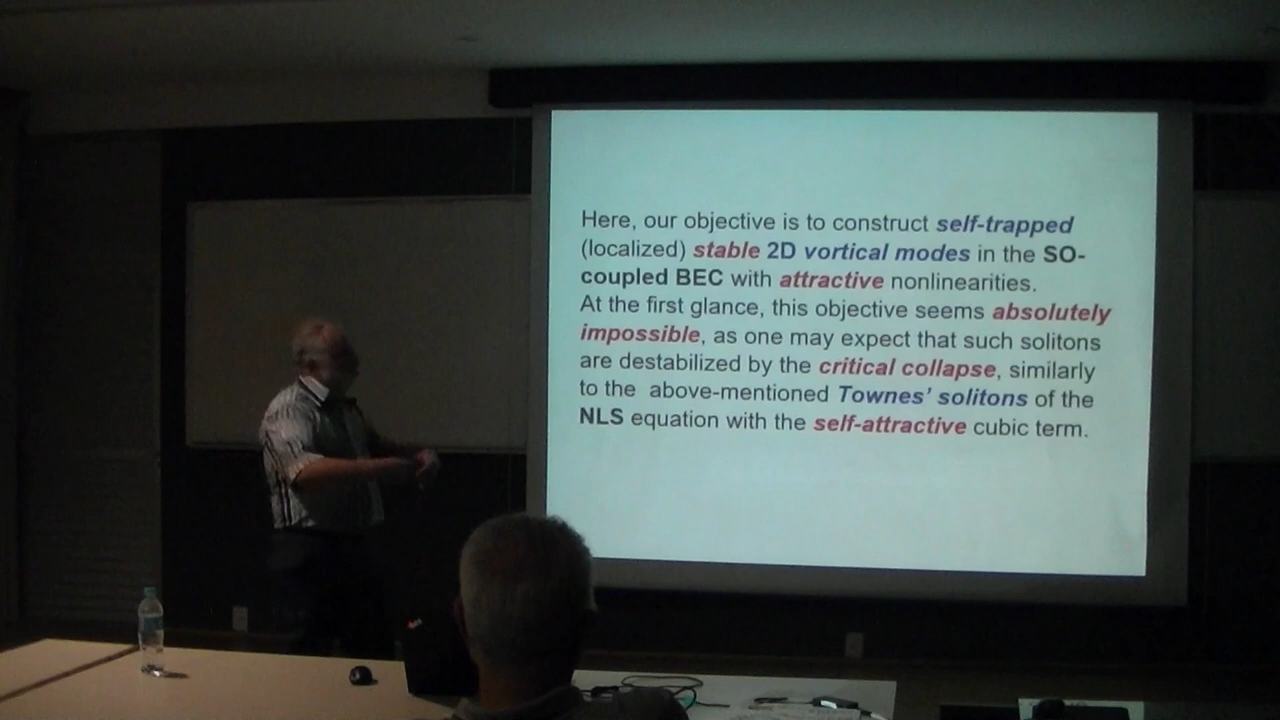 Here, our objective is to construct self-trapped
(localized) stable 2D vortical modes in the SO-
coupled BEC with attractive nonlinearities.
At the first glance, this objective seems absolutely
impossible, as one may expect that such solitons
are destabilized by the critical collapse, similarly
to the above-mentioned Townes' solitons of the
NLS equation with the self-attractive cubic term.